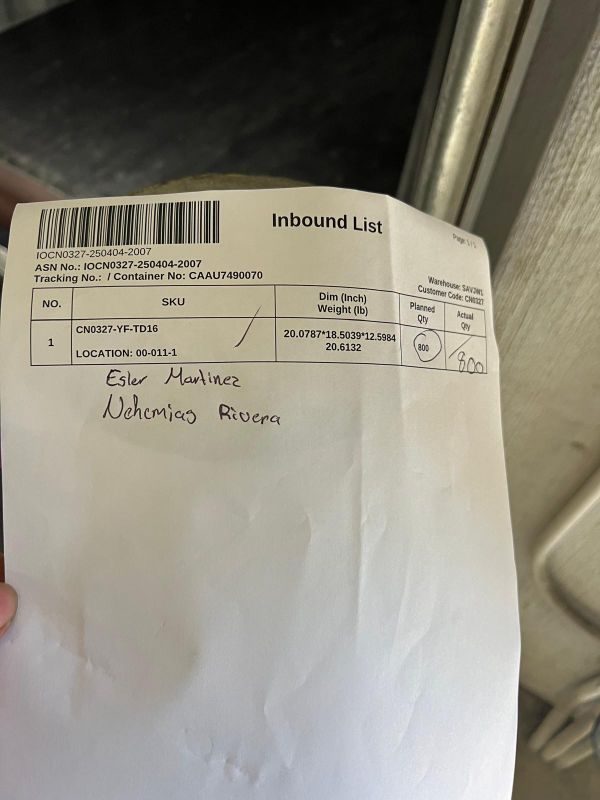 Inbound List
Page: 1 / 1
IOCN0327-250404-2007
ASN No.: IOCN0327-250404-2007
Tracking No.: / Container No: CAAU7490070
Warehouse: SAV3W1
Customer Code: CN0327
NO. SKU Dim (Inch) Weight (lb) Planned Qty Actual Qty
1 CN0327-YF-TD16 20.0787*18.5039*12.5984 800 800
LOCATION: 00-011-1 20.6132
Esler Martinez
Nehemias Rivera